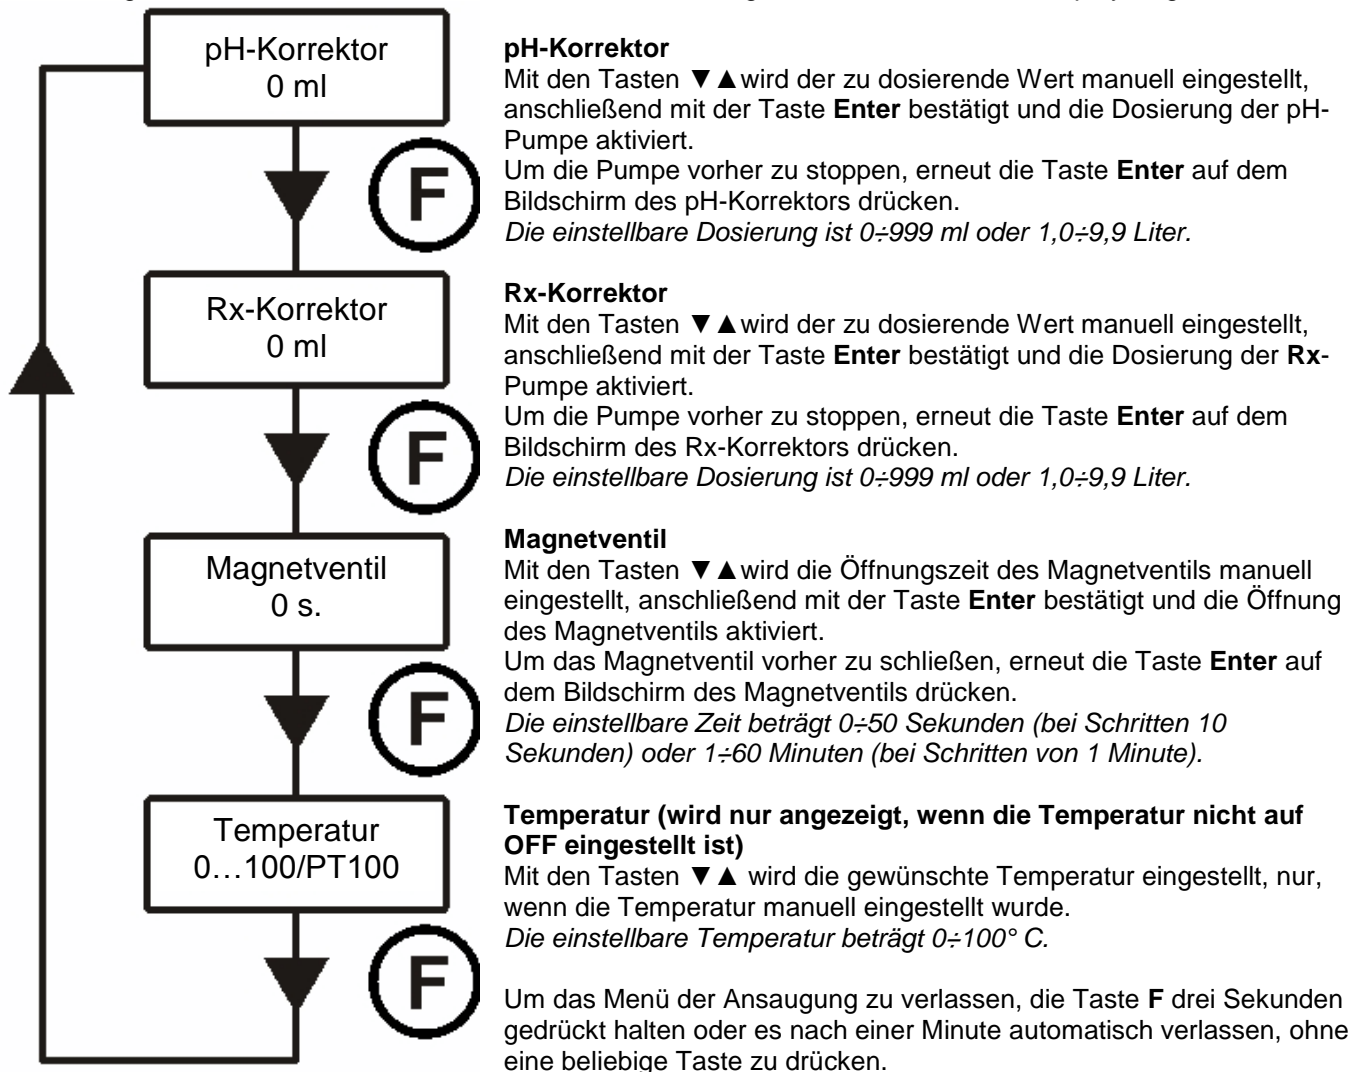 pH-Korrektor
0 ml
F
Rx-Korrektor
0 ml
F
Magnetventil
0 s.
F
Temperatur
0…100/PT100
F
pH-Korrektor
Mit den Tasten ▼▲wird der zu dosierende Wert manuell eingestellt,
anschließend mit der Taste Enter bestätigt und die Dosierung der pH-
Pumpe aktiviert.
Um die Pumpe vorher zu stoppen, erneut die Taste Enter auf dem
Bildschirm des pH-Korrektors drücken.
Die einstellbare Dosierung ist 0÷999 ml oder 1,0÷9,9 Liter.
Rx-Korrektor
Mit den Tasten ▼▲wird der zu dosierende Wert manuell eingestellt,
anschließend mit der Taste Enter bestätigt und die Dosierung der Rx-
Pumpe aktiviert.
Um die Pumpe vorher zu stoppen, erneut die Taste Enter auf dem
Bildschirm des Rx-Korrektors drücken.
Die einstellbare Dosierung ist 0÷999 ml oder 1,0÷9,9 Liter.
Magnetventil
Mit den Tasten ▼▲wird die Öffnungszeit des Magnetventils manuell
eingestellt, anschließend mit der Taste Enter bestätigt und die Öffnung
des Magnetventils aktiviert.
Um das Magnetventil vorher zu schließen, erneut die Taste Enter auf
dem Bildschirm des Magnetventils drücken.
Die einstellbare Zeit beträgt 0÷50 Sekunden (bei Schritten 10
Sekunden) oder 1÷60 Minuten (bei Schritten von 1 Minute).
Temperatur (wird nur angezeigt, wenn die Temperatur nicht auf
OFF eingestellt ist)
Mit den Tasten ▼▲ wird die gewünschte Temperatur eingestellt, nur,
wenn die Temperatur manuell eingestellt wurde.
Die einstellbare Temperatur beträgt 0÷100° C.
Um das Menü der Ansaugung zu verlassen, die Taste F drei Sekunden
gedrückt halten oder es nach einer Minute automatisch verlassen, ohne
eine beliebige Taste zu drücken.